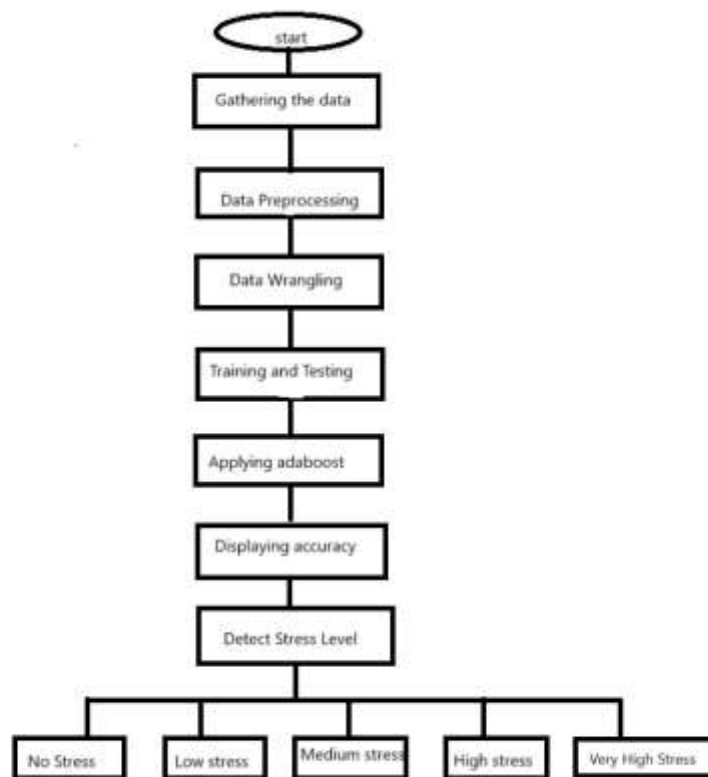 start
Gathering the data
Data Preprocessing
Data Wrangling
Training and Testing
Applying adaboost
Displaying accuracy
Detect Stress Level
No Stress
Low stress
Medium stress
High stress
Very High Stress